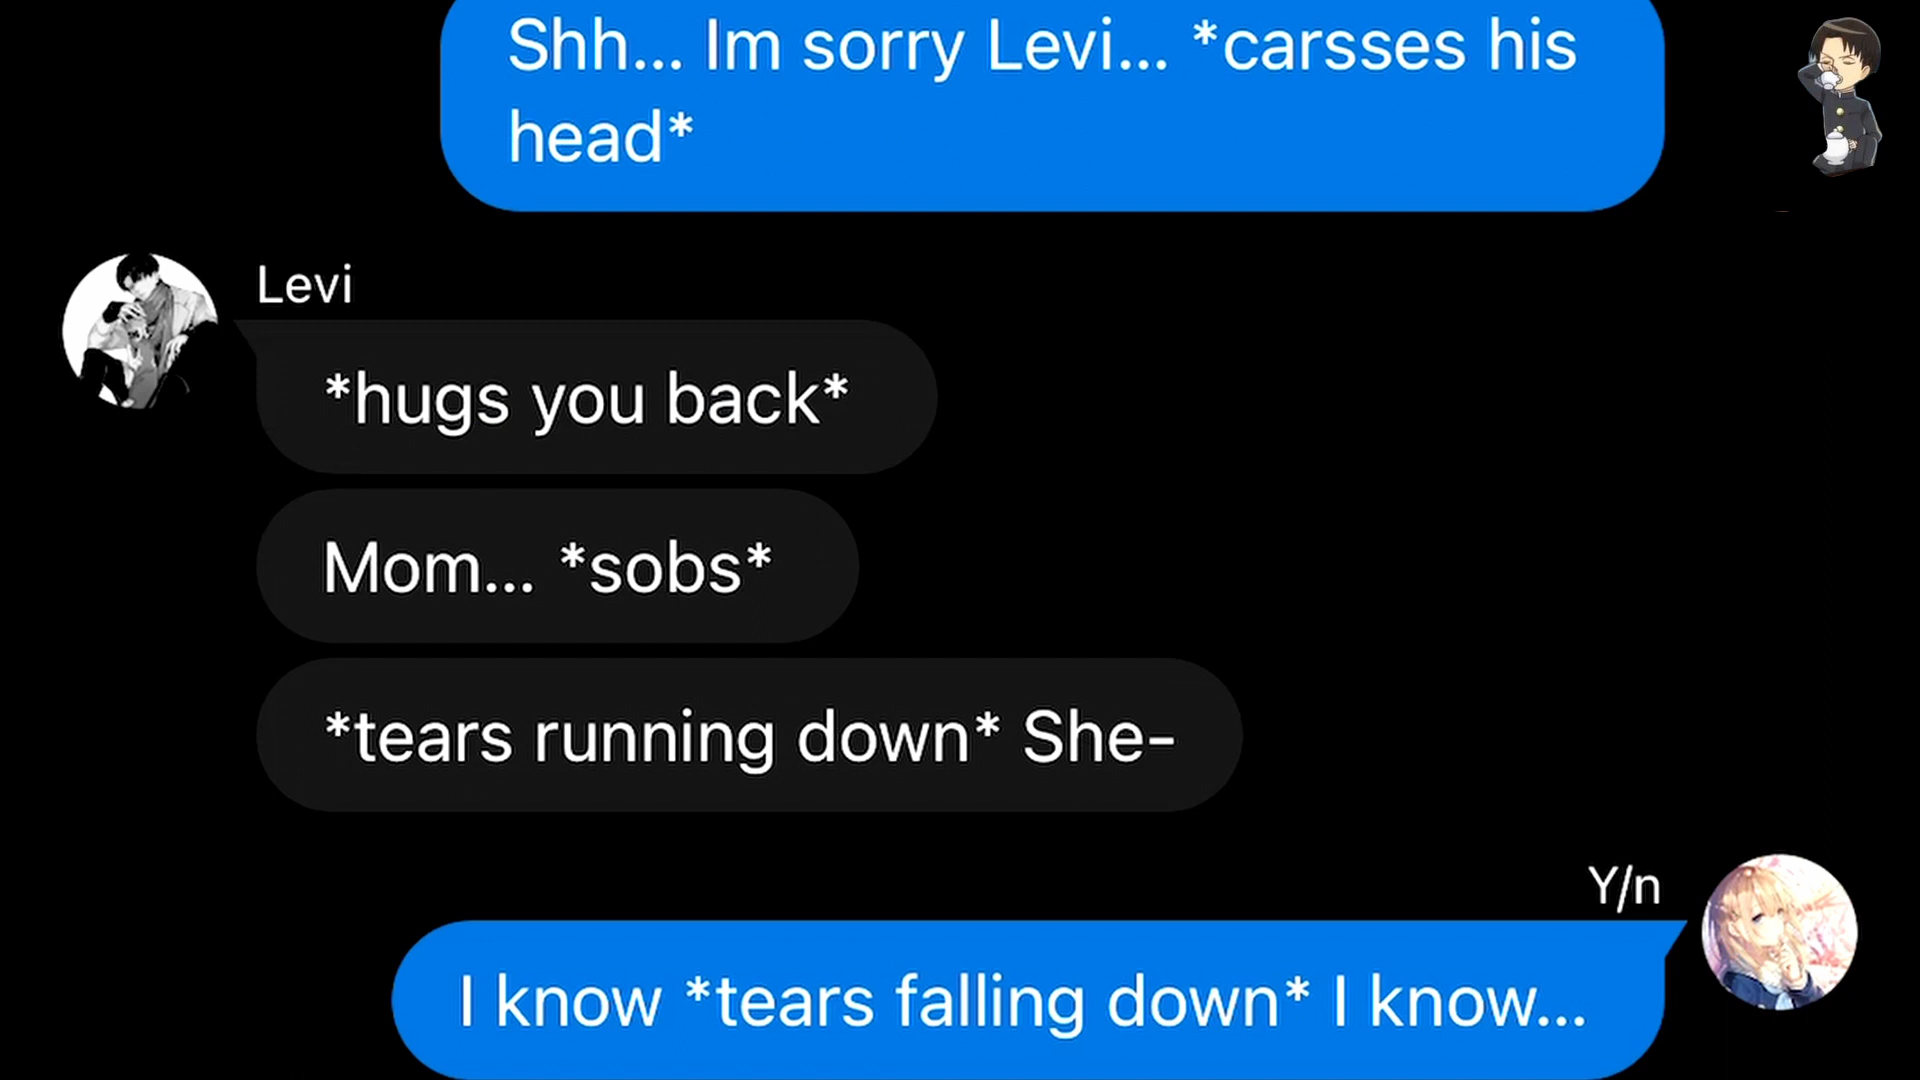 Shh... Im sorry Levi... *carsses his
head*
Levi
*hugs you back*
Mom... *sobs*
*tears running down* She-
Y/n
I know *tears falling down* I know...